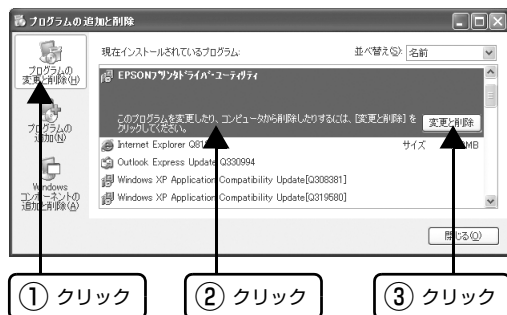 プログラムの追加と削除
プログラムの
変更と削除(H)
プログラムの
追加(N)
Windows
コンポーネントの
追加と削除(A)
現在インストールされているプログラム:
並べ替え(S): 名前
EPSONプリンタドライバ・ユーティリティ
このプログラムを変更したり、コンピュータから削除したりするには、[変更と削除] を
クリックしてください。
変更と削除
Internet Explorer Q81
サイズ
MB
Outlook Express Update Q330994
Windows XP Application Compatibility Update[Q308381]
Windows XP Application Compatibility Update[Q319580]
閉じる(O)
① クリック
② クリック
③ クリック